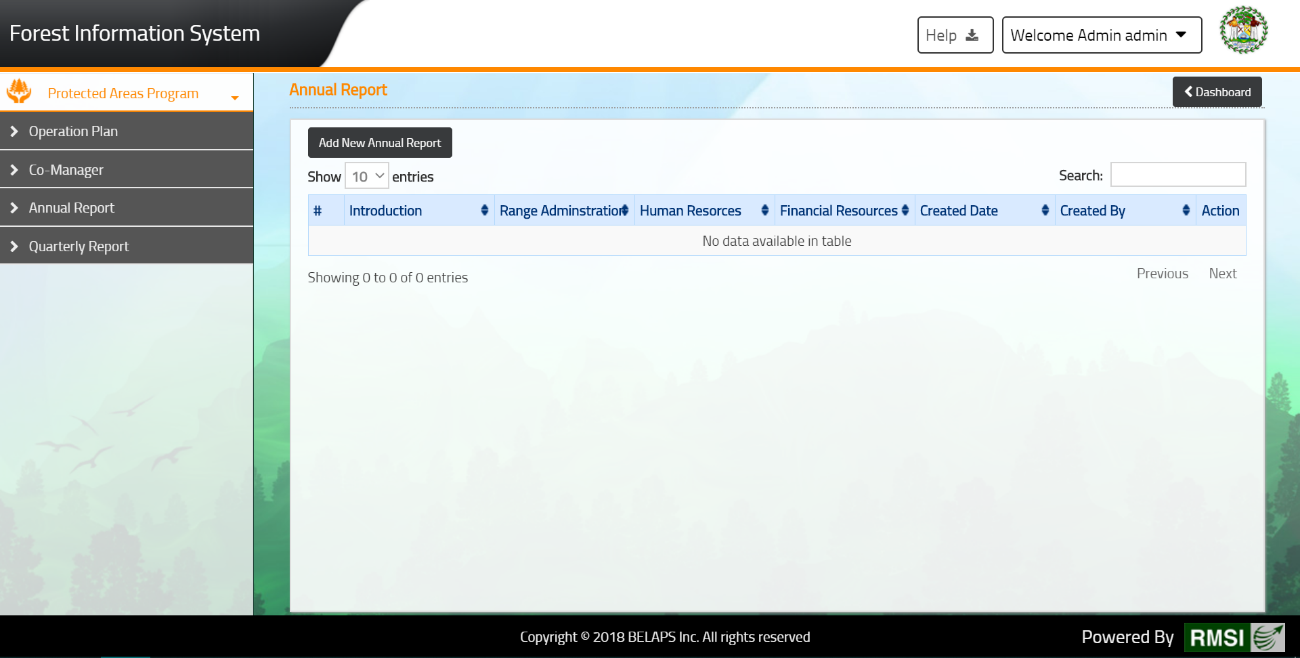 Forest Information System
Help
Welcome Admin admin
Protected Areas Program
Operation Plan
Co-Manager
Annual Report
Quarterly Report
Annual Report
Dashboard
Add New Annual Report
Show 10 entries
Search:
# Introduction Range Adminstration Human Resorces Financial Resources Created Date Created By Action
No data available in table
Showing 0 to 0 of 0 entries
Previous Next
Copyright © 2018 BELAPS Inc. All rights reserved
Powered By RMSI